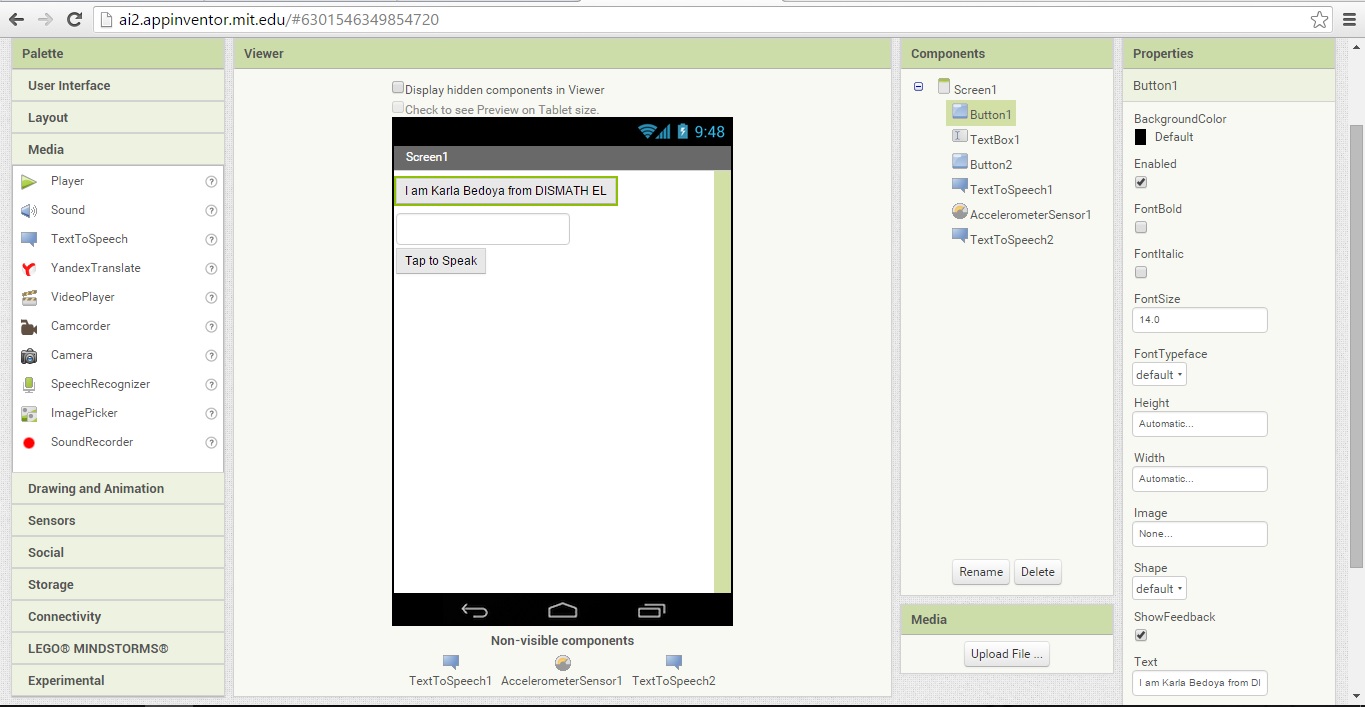 ai2.appinventor.mit.edu/#6301546349854720
Palette
User Interface
Layout
Media
Player ?
Sound ?
TextToSpeech ?
YandexTranslate ?
VideoPlayer ?
Camcorder ?
Camera ?
SpeechRecognizer ?
ImagePicker ?
SoundRecorder ?
Drawing and Animation
Sensors
Social
Storage
Connectivity
LEGO® MINDSTORMS®
Experimental
Viewer
Display hidden components in Viewer
Check to see Preview on Tablet size.
9:48
Screen1
I am Karla Bedoya from DISMATH EL
Tap to Speak
Non-visible components
TextToSpeech1 AccelerometerSensor1 TextToSpeech2
Components
Screen1
Button1
TextBox1
Button2
TextToSpeech1
AccelerometerSensor1
TextToSpeech2
Rename Delete
Media
Upload File ...
Properties
Button1
BackgroundColor
Default
Enabled
FontBold
FontItalic
FontSize
14.0
FontTypeface
default
Height
Automatic...
Width
Automatic...
Image
None...
Shape
default
ShowFeedback
Text
I am Karla Bedoya from DI